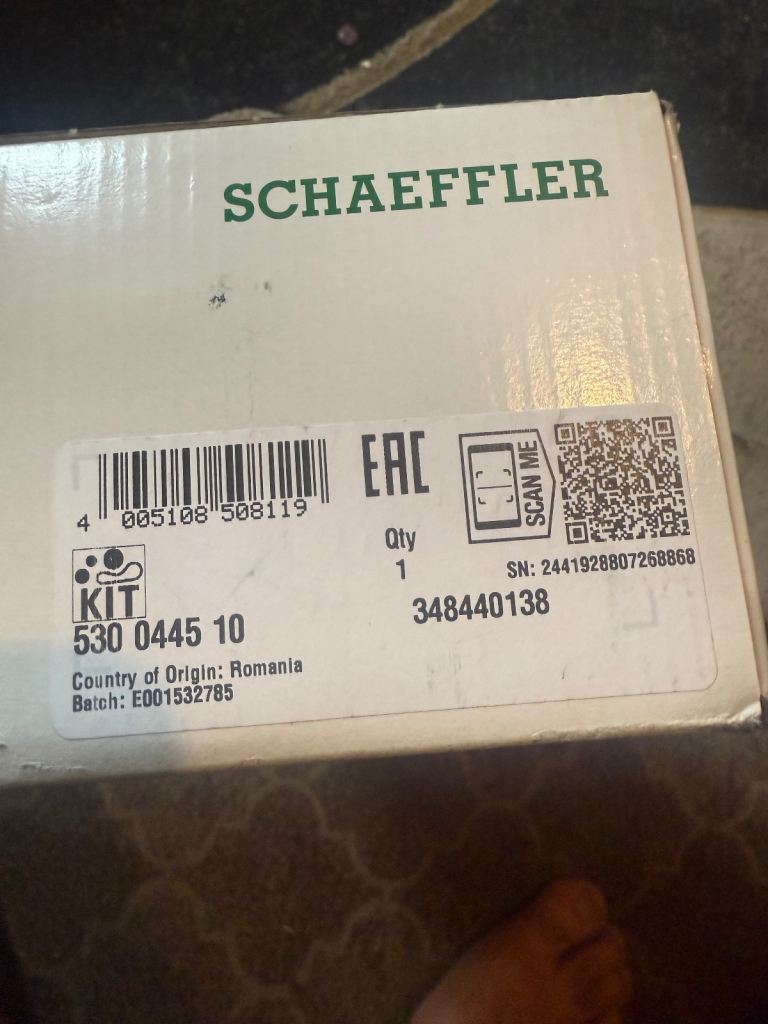 SCHAEFFLER
4 005108 508119
EAC
SCAN ME
Qty
1
SN: 2441928807268868
KIT
530 0445 10
348440138
Country of Origin: Romania
Batch: E001532785